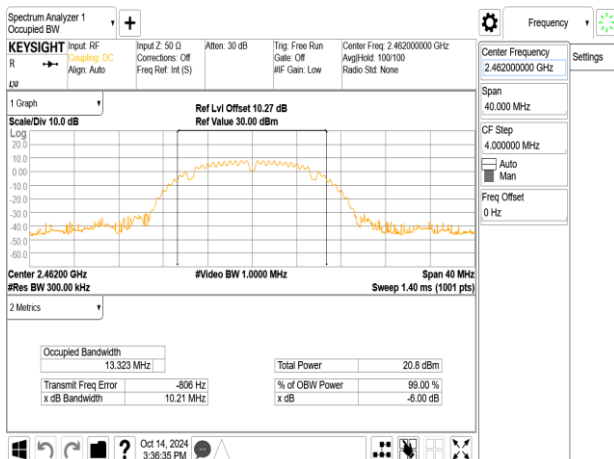 Spectrum Analyzer 1
Occupied BW
Frequency
KEYSIGHT
R
LXI
Input: RF
Coupling: DC
Align: Auto
Input Z: 50 Ω
Corrections: Off
Freq Ref: Int (S)
Atten: 30 dB
Trig: Free Run
Gate: Off
#IF Gain: Low
Center Freq: 2.462000000 GHz
Avg|Hold: 100/100
Radio Std: None
Center Frequency
2.462000000 GHz
Settings
Span
40.000 MHz
CF Step
4.000000 MHz
Auto
Man
Freq Offset
0 Hz
1 Graph
Scale/Div 10.0 dB
Ref Lvl Offset 10.27 dB
Ref Value 30.00 dBm
Log
20.0
10.0
0.00
-10.0
-20.0
-30.0
-40.0
-50.0
-60.0
Center 2.46200 GHz
#Res BW 300.00 kHz
#Video BW 1.0000 MHz
Span 40 MHz
Sweep 1.40 ms (1001 pts)
2 Metrics
Occupied Bandwidth
13.323 MHz
Total Power 20.8 dBm
Transmit Freq Error -806 Hz
% of OBW Power 99.00 %
x dB Bandwidth 10.21 MHz
x dB -6.00 dB
?
Oct 14, 2024
3:36:35 PM